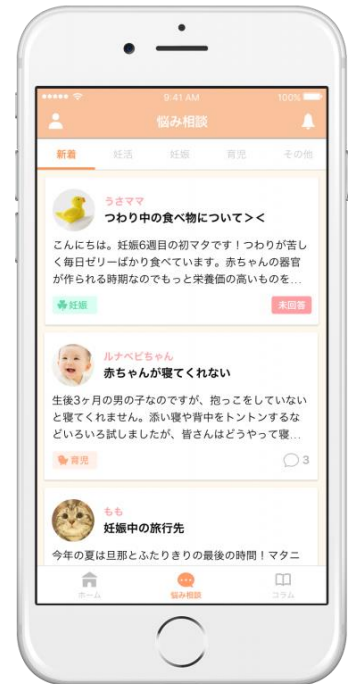 9:41 AM
100%
悩み相談
新着
妊活
妊娠
育児
その他
うさママ
つわり中の食べ物について＞＜
こんにちは。妊娠6週目の初マタです！つわりが苦し
く毎日ゼリーばかり食べています。赤ちゃんの器官
が作られる時期なのでもっと栄養価の高いものを...
妊娠
未回答
ルナベビちゃん
赤ちゃんが寝てくれない
生後3ヶ月の男の子なのですが、抱っこをしていない
と寝てくれません。添い寝や背中をトントンするな
どいろいろ試しましたが、皆さんはどうやって寝...
育児
3
もも
妊娠中の旅行先
今年の夏は旦那とふたりきりの最後の時間！マタニ
ホーム
悩み相談
コラム